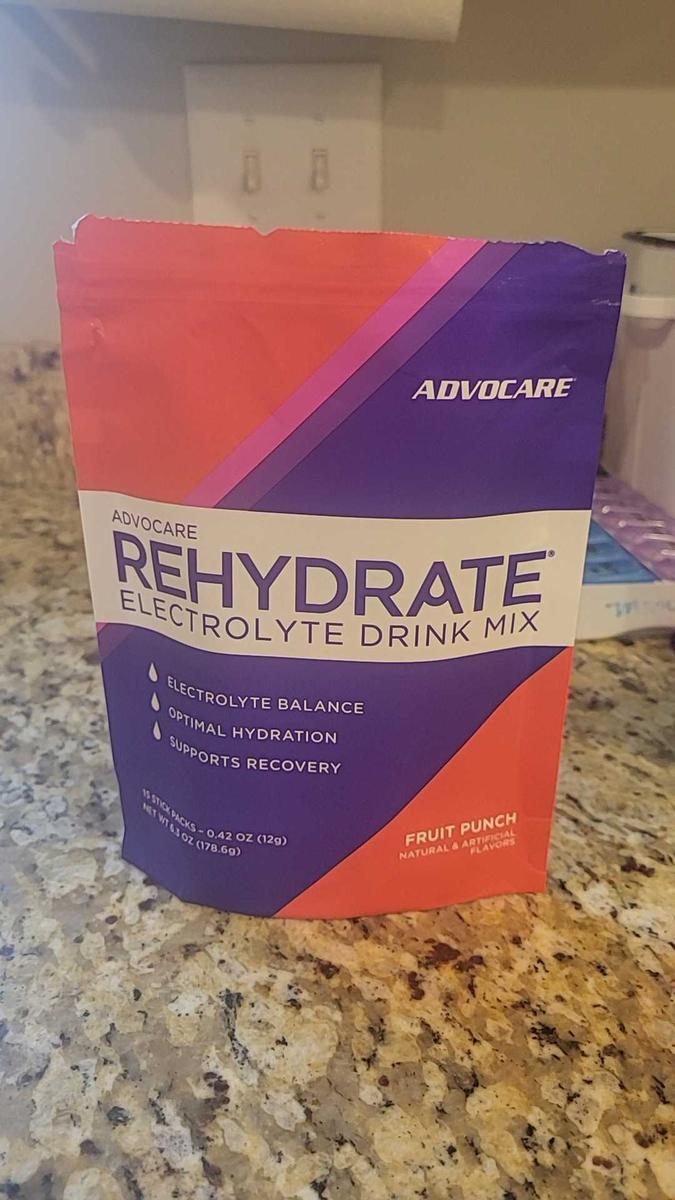 ADVOCARE®
ADVOCARE
REHYDRATE®
ELECTROLYTE DRINK MIX
ELECTROLYTE BALANCE
OPTIMAL HYDRATION
SUPPORTS RECOVERY
15 STICK PACKS – 0.42 OZ (12g)
NET WT 6.3 OZ (178.6g)
FRUIT PUNCH
NATURAL & ARTIFICIAL
FLAVORS